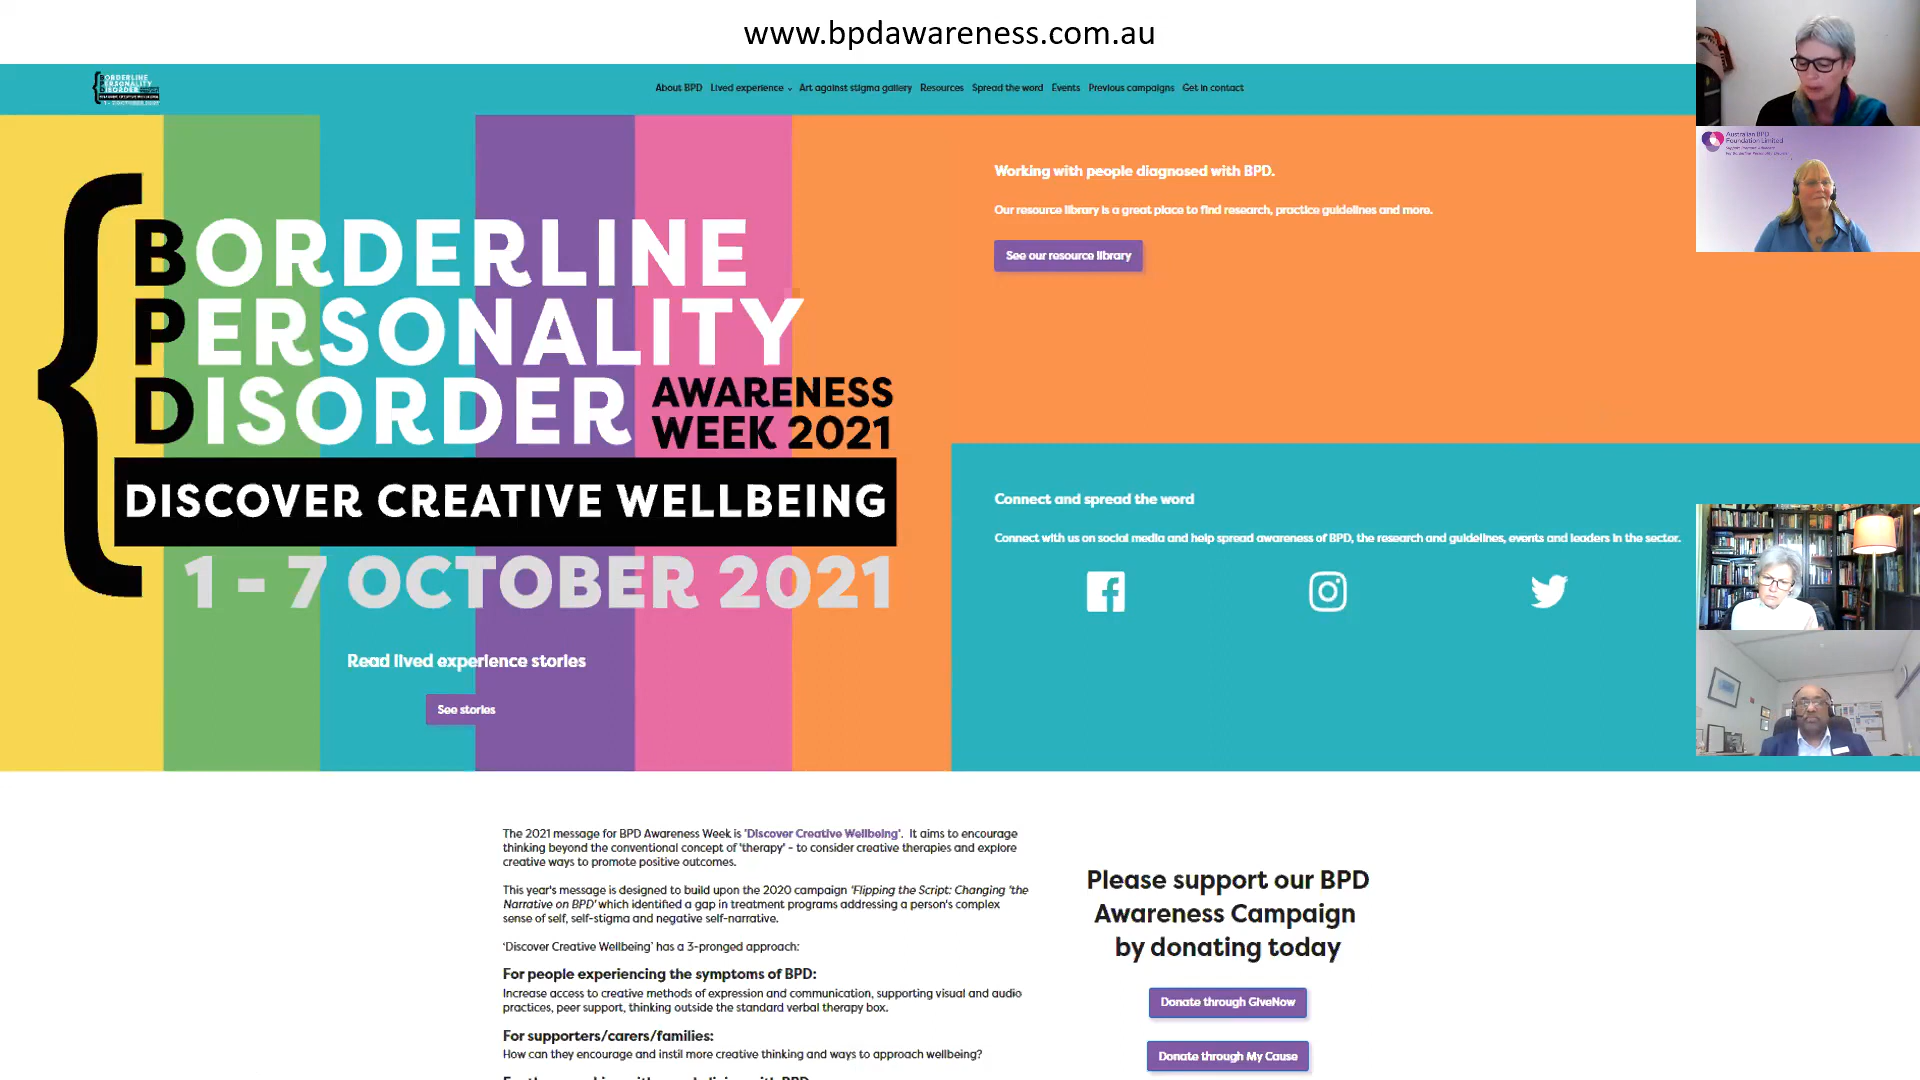 www.bpdawareness.com.au
BORDERLINE
PERSONALITY
DISORDER
About BPD Lived experience Art against stigma gallery Resources Spread the word Events Previous campaigns Get in contact
Australian BPD
Foundation Limited
BORDERLINE
PERSONALITY
DISORDER AWARENESS
WEEK 2021
DISCOVER CREATIVE WELLBEING
1 - 7 OCTOBER 2021
Read lived experience stories
See stories
Working with people diagnosed with BPD.
Our resource library is a great place to find research, practice guidelines and more.
See our resource library
Connect and spread the word
Connect with us on social media and help spread awareness of BPD, the research and guidelines, events and leaders in the sector.
The 2021 message for BPD Awareness Week is 'Discover Creative Wellbeing'. It aims to encourage
thinking beyond the conventional concept of 'therapy' - to consider creative therapies and explore
creative ways to promote positive outcomes.
This year's message is designed to build upon the 2020 campaign 'Flipping the Script: Changing 'the
Narrative on BPD' which identified a gap in treatment programs addressing a person's complex
sense of self, self-stigma and negative self-narrative.
'Discover Creative Wellbeing' has a 3-pronged approach:
For people experiencing the symptoms of BPD:
Increase access to creative methods of expression and communication, supporting visual and audio
practices, peer support, thinking outside the standard verbal therapy box.
For supporters/carers/families:
How can they encourage and instil more creative thinking and ways to approach wellbeing?
Please support our BPD
Awareness Campaign
by donating today
Donate through GiveNow
Donate through My Cause